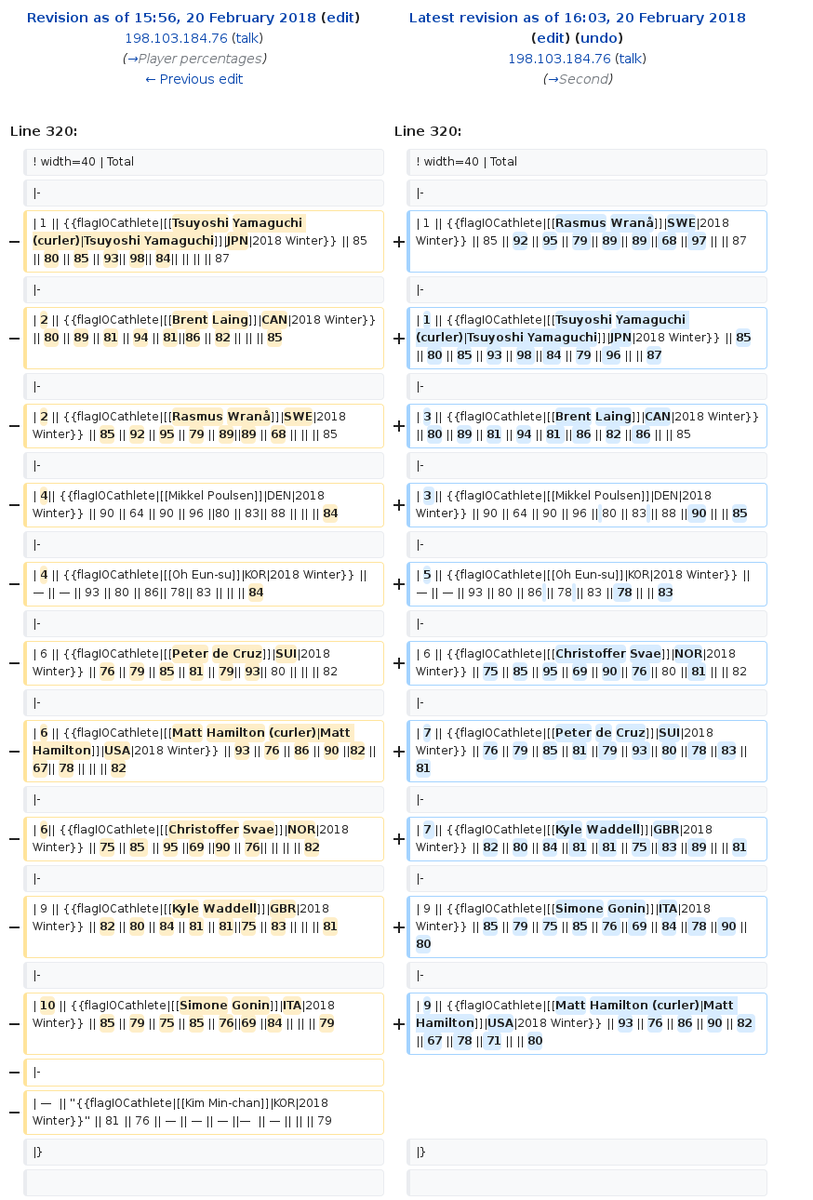 Revision as of 15:56, 20 February 2018 (edit)
198.103.184.76 (talk)
(→Player percentages)
← Previous edit
Latest revision as of 16:03, 20 February 2018
(edit) (undo)
198.103.184.76 (talk)
(→Second)
Line 320:
Line 320:
! width=40 | Total
! width=40 | Total
|-
|-
− | 1 || {{flagIOCathlete|[[Tsuyoshi Yamaguchi
(curler)|Tsuyoshi Yamaguchi]]|JPN|2018 Winter}} || 85
|| 80 || 85 || 93|| 98|| 84|| || || || 87
+ | 1 || {{flagIOCathlete|[[Rasmus Wranå]]|SWE|2018
Winter}} || 85 || 92 || 95 || 79 || 89 || 89 || 68 || 97 || || 87
|-
|-
− | 2 || {{flagIOCathlete|[[Brent Laing]]|CAN|2018 Winter}}
|| 80 || 89 || 81 || 94 || 81||86 || 82 || || || 85
+ | 1 || {{flagIOCathlete|[[Tsuyoshi Yamaguchi
(curler)|Tsuyoshi Yamaguchi]]|JPN|2018 Winter}} || 85
|| 80 || 85 || 93 || 98 || 84 || 79 || 96 || || 87
|-
|-
− | 2 || {{flagIOCathlete|[[Rasmus Wranå]]|SWE|2018
Winter}} || 85 || 92 || 95 || 79 || 89||89 || 68 || || || 85
+ | 3 || {{flagIOCathlete|[[Brent Laing]]|CAN|2018 Winter}}
|| 80 || 89 || 81 || 94 || 81 || 86 || 82 || 86 || || 85
|-
|-
− | 4|| {{flagIOCathlete|[[Mikkel Poulsen]]|DEN|2018
Winter}} || 90 || 64 || 90 || 96 ||80 || 83|| 88 || || || 84
+ | 3 || {{flagIOCathlete|[[Mikkel Poulsen]]|DEN|2018
Winter}} || 90 || 64 || 90 || 96 || 80 || 83 || 88 || 90 || || 85
|-
|-
− | 4 || {{flagIOCathlete|[[Oh Eun-su]]|KOR|2018 Winter}} ||
— || — || 93 || 80 || 86|| 78|| 83 || || || 84
+ | 5 || {{flagIOCathlete|[[Oh Eun-su]]|KOR|2018 Winter}} ||
— || — || 93 || 80 || 86 || 78 || 83 || 78 || || 83
|-
|-
− | 6 || {{flagIOCathlete|[[Peter de Cruz]]|SUI|2018
Winter}} || 76 || 79 || 85 || 81 || 79|| 93|| 80 || || || 82
+ | 6 || {{flagIOCathlete|[[Christoffer Svae]]|NOR|2018
Winter}} || 75 || 85 || 95 || 69 || 90 || 76 || 80 || 81 || || 82
|-
|-
− | 6 || {{flagIOCathlete|[[Matt Hamilton (curler)|Matt
Hamilton]]|USA|2018 Winter}} || 93 || 76 || 86 || 90 ||82 ||
67|| 78 || || || 82
+ | 7 || {{flagIOCathlete|[[Peter de Cruz]]|SUI|2018
Winter}} || 76 || 79 || 85 || 81 || 79 || 93 || 80 || 78 || 83 ||
81
|-
|-
− | 6|| {{flagIOCathlete|[[Christoffer Svae]]|NOR|2018
Winter}} || 75 || 85 || 95 ||69 ||90 || 76|| || || || 82
+ | 7 || {{flagIOCathlete|[[Kyle Waddell]]|GBR|2018
Winter}} || 82 || 80 || 84 || 81 || 81 || 75 || 83 || 89 || || 81
|-
|-
− | 9 || {{flagIOCathlete|[[Kyle Waddell]]|GBR|2018
Winter}} || 82 || 80 || 84 || 81 || 81||75 || 83 || || || 81
+ | 9 || {{flagIOCathlete|[[Simone Gonin]]|ITA|2018
Winter}} || 85 || 79 || 75 || 85 || 76 || 69 || 84 || 78 || 90 ||
80
|-
|-
− | 10 || {{flagIOCathlete|[[Simone Gonin]]|ITA|2018
Winter}} || 85 || 79 || 75 || 85 || 76||69 ||84 || || || 79
+ | 9 || {{flagIOCathlete|[[Matt Hamilton (curler)|Matt
Hamilton]]|USA|2018 Winter}} || 93 || 76 || 86 || 90 || 82
|| 67 || 78 || 71 || || 80
− |-
− | — || "{{flagIOCathlete|[[Kim Min-chan]]|KOR|2018
Winter}}" || 81 || 76 || — || — || — ||— || — || || || 79
|}
|}